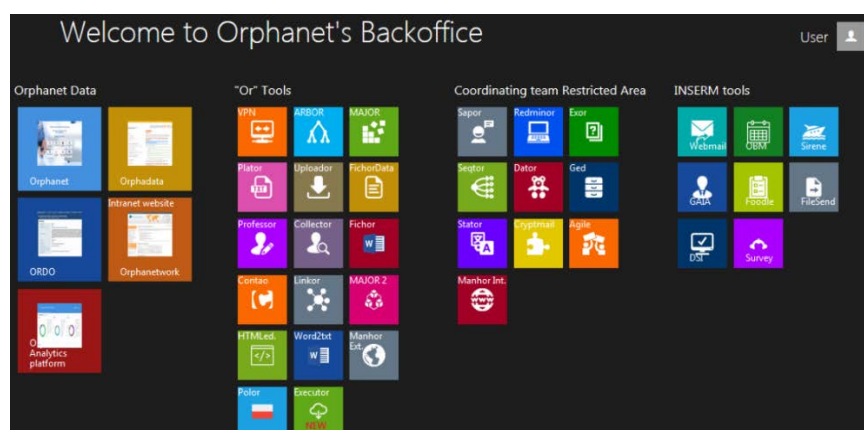 Welcome to Orphanet's Backoffice
User
Orphanet Data
Orphanet
Orphadata
ORDO
Intranet website
Orphanetwork
Analytics
platform
"Or" Tools
VPN
ARBOR
MAJOR
Plator
TXT
Uploador
FichorData
Professor
Collector
Fichor
Contao
Linkor
MAJOR 2
HTMLed.
Word2txt
Manhor
Ext.
Polor
Executor
NEW
Coordinating team Restricted Area
Sapor
Redminor
Exor
Seqtor
Dator
Ged
Stator
Cryptmail
Agile
Manhor Int.
www
INSERM tools
Webmail
OBM
Sirene
GAIA
Foodle
FileSend
DSI
Survey